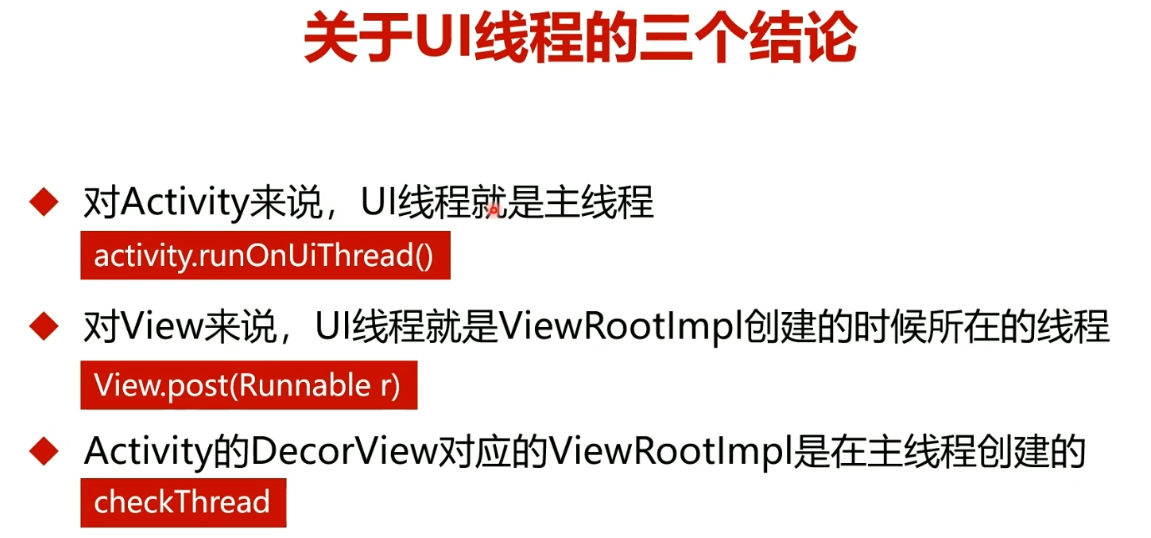 关于UI线程的三个结论
对Activity来说，UI线程就是主线程
activity.runOnUiThread()
对View来说，UI线程就是ViewRootImpl创建的时候所在的线程
View.post(Runnable r)
Activity的DecorView对应的ViewRootImpl是在主线程创建的
checkThread